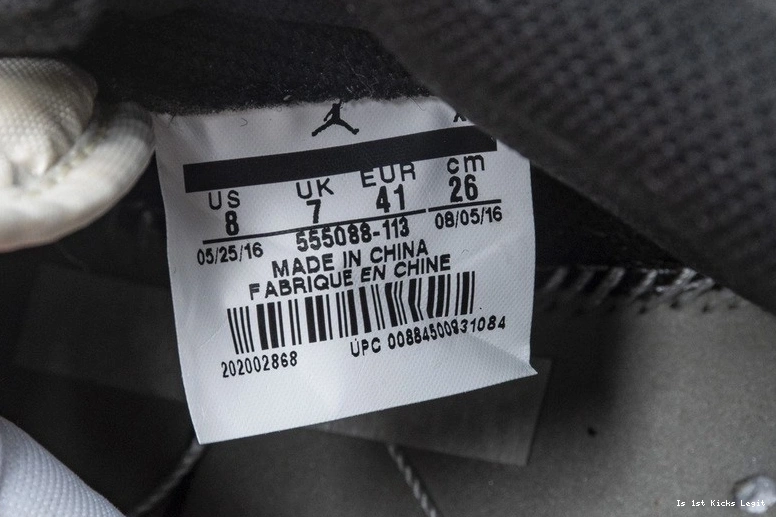 US UK EUR cm
8 7 41 26
05/25/16 555088-113 08/05/16
MADE IN CHINA
FABRIQUE EN CHINE
202002868 UPC 00884500931084
Is 1st Kicks Legit